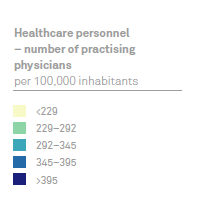 Healthcare personnel
– number of practising
physicians
per 100,000 inhabitants
<229
229–292
292–345
345–395
>395